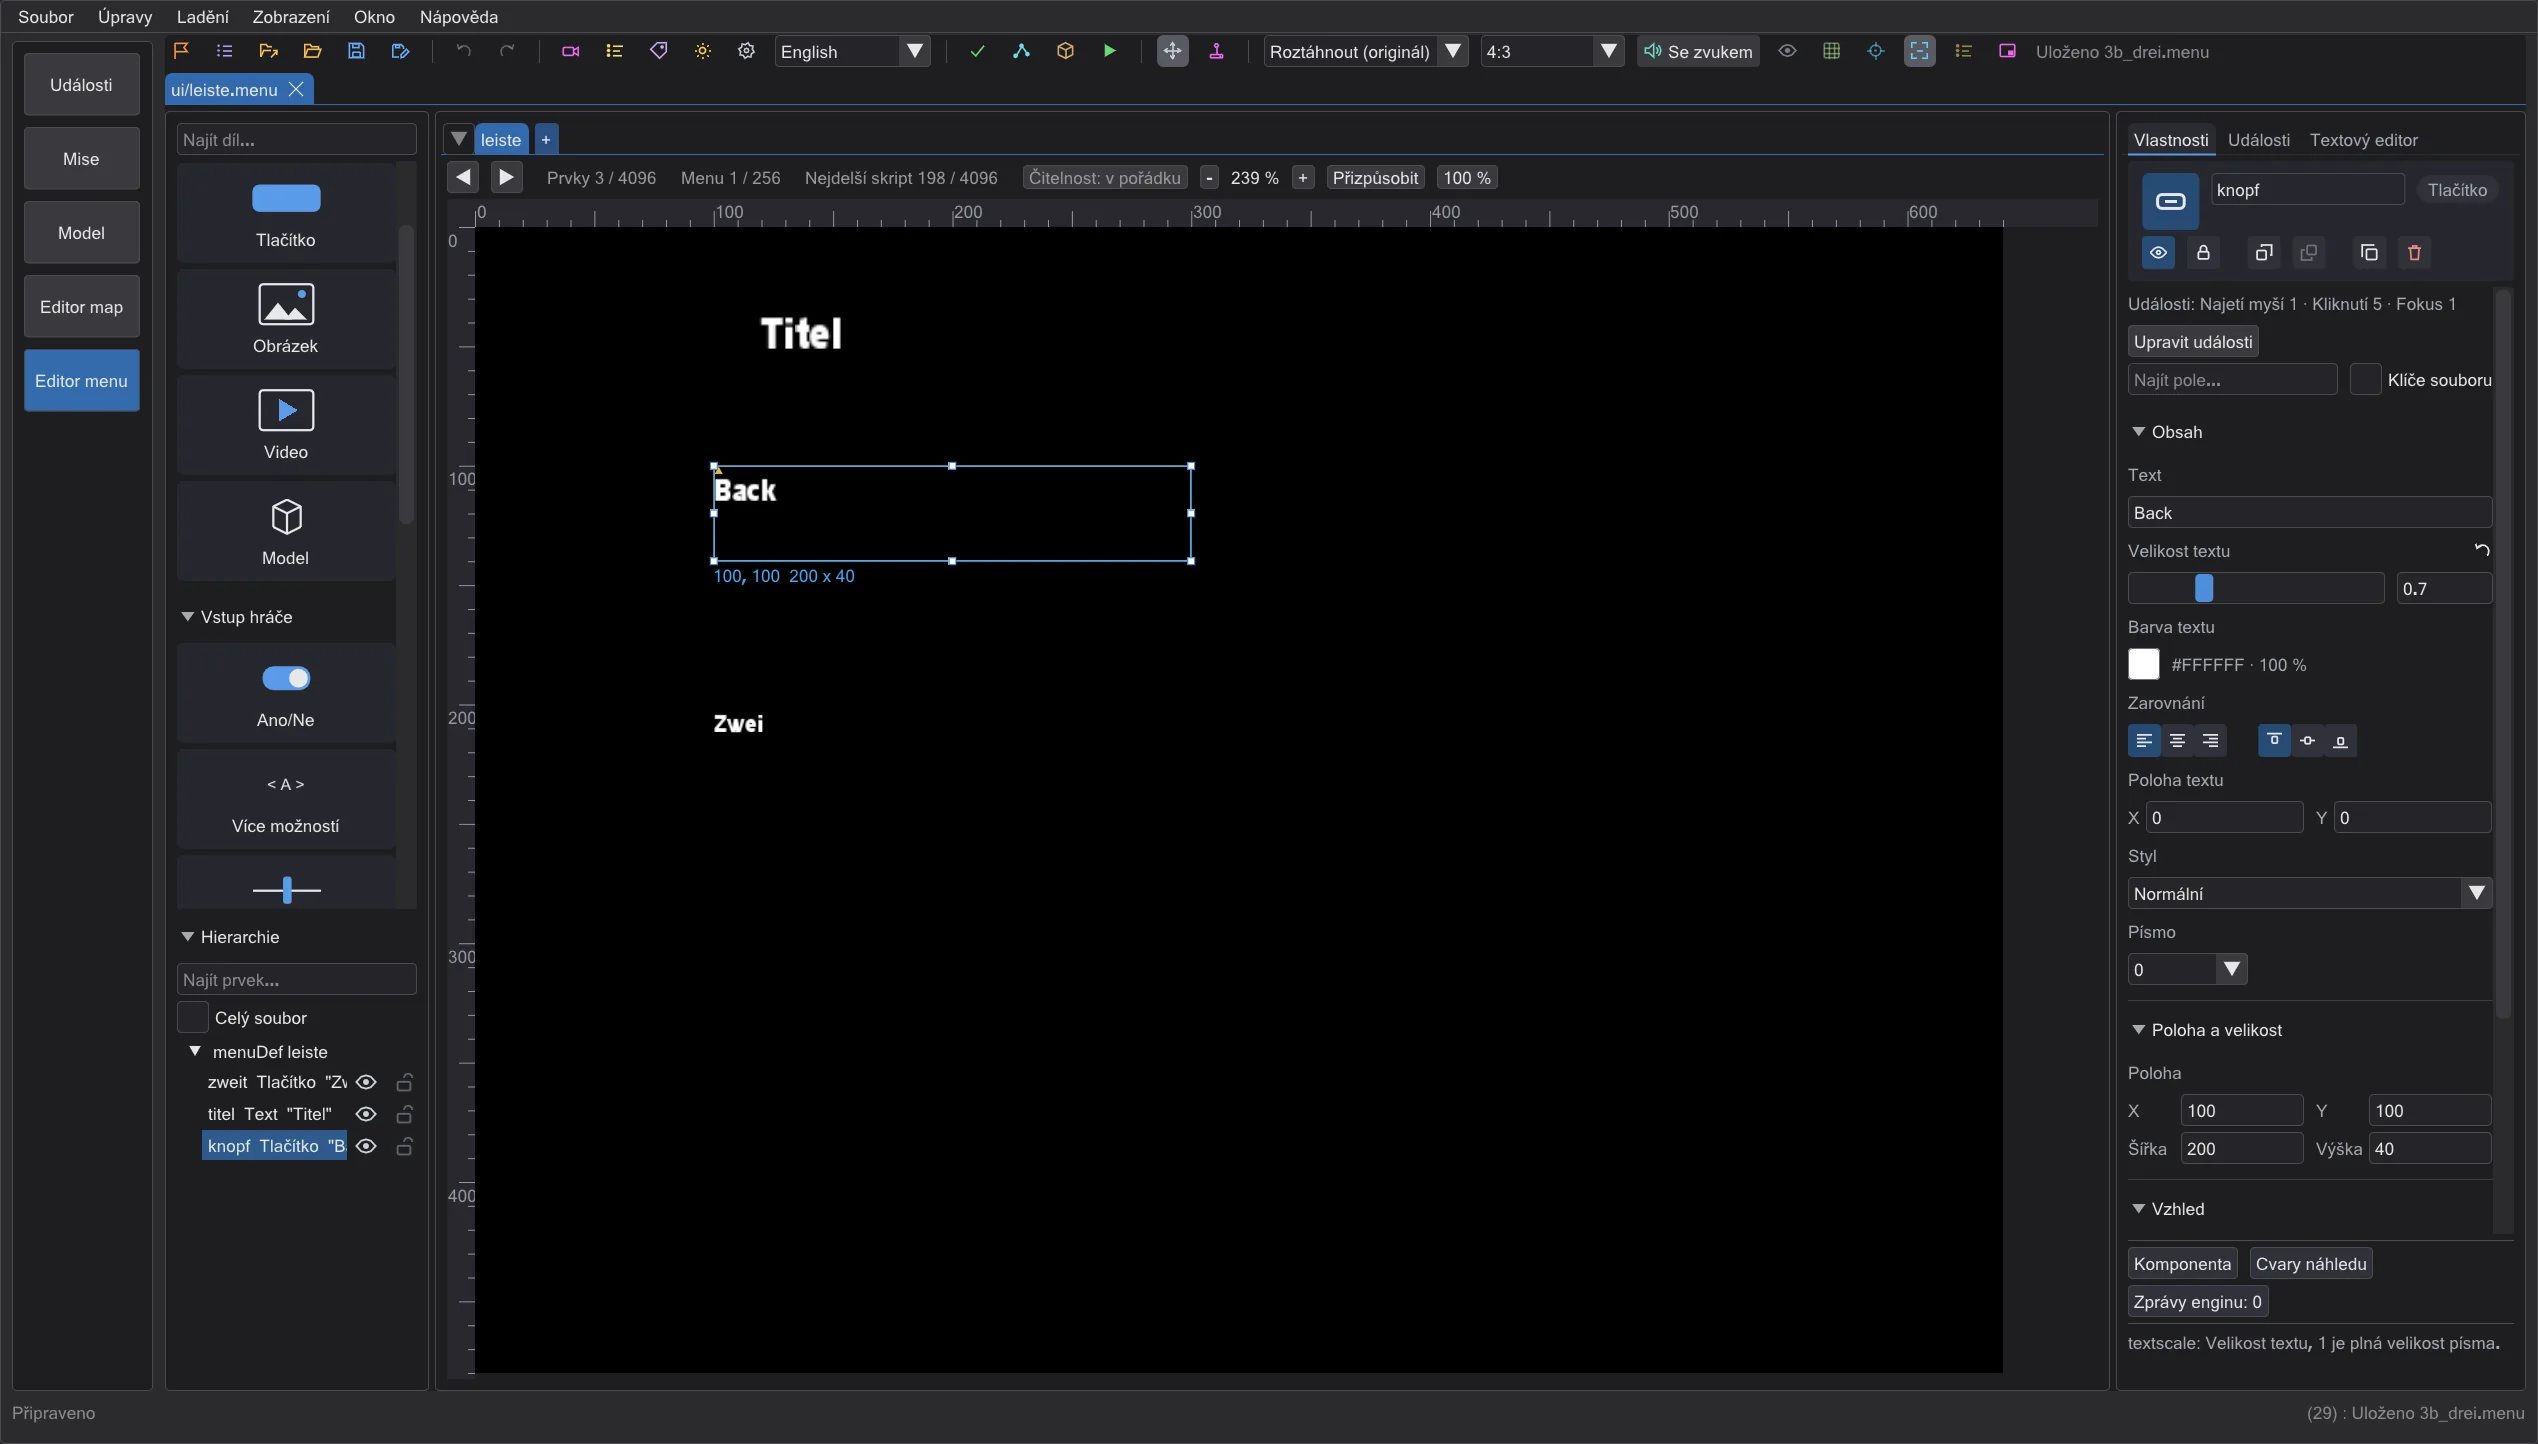 Soubor Úpravy Ladění Zobrazení Okno Nápověda
English Roztáhnout (originál) 4:3 Se zvukem Uloženo 3b_drei.menu
Události
Mise
Model
Editor map
Editor menu
ui/leiste.menu
Najít díl...
Tlačítko
Obrázek
Video
Model
Vstup hráče
Ano/Ne
< A >
Více možností
Hierarchie
Najít prvek...
Celý soubor
menuDef leiste
zweit Tlačítko "Zw
titel Text "Titel"
knopf Tlačítko "B
leiste +
Prvky 3 / 4096 Menu 1 / 256 Nejdelší skript 198 / 4096 Čitelnost: v pořádku - 239 % + Přizpůsobit 100 %
0 100 200 300 400 500 600
0
100
200
300
400
Titel
Back
100, 100 200 x 40
Zwei
Vlastnosti Události Textový editor
knopf Tlačítko
Události: Najetí myší 1 · Kliknutí 5 · Fokus 1
Upravit události
Najít pole... Klíče souboru
Obsah
Text
Back
Velikost textu
0.7
Barva textu
#FFFFFF · 100 %
Zarovnání
Poloha textu
X 0 Y 0
Styl
Normální
Písmo
0
Poloha a velikost
Poloha
X 100 Y 100
Šířka 200 Výška 40
Vzhled
Komponenta Cvary náhledu
Zprávy enginu: 0
textscale: Velikost textu, 1 je plná velikost písma.
Připraveno
(29) : Uloženo 3b_drei.menu